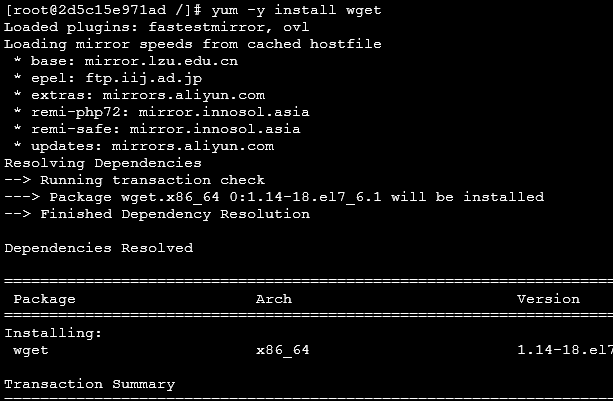 [root@2d5c15e971ad /]# yum -y install wget
Loaded plugins: fastestmirror, ovl
Loading mirror speeds from cached hostfile
 * base: mirror.lzu.edu.cn
 * epel: ftp.iij.ad.jp
 * extras: mirrors.aliyun.com
 * remi-php72: mirror.innosol.asia
 * remi-safe: mirror.innosol.asia
 * updates: mirrors.aliyun.com
Resolving Dependencies
--> Running transaction check
---> Package wget.x86_64 0:1.14-18.el7_6.1 will be installed
--> Finished Dependency Resolution
Dependencies Resolved
Package Arch Version
Installing:
wget x86_64 1.14-18.el7
Transaction Summary